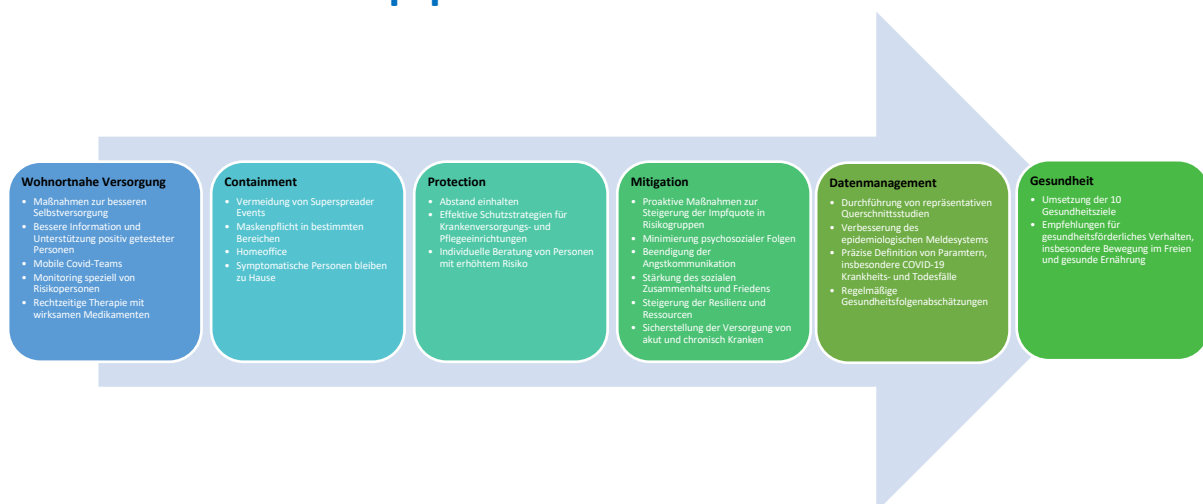 Wohnortnahe Versorgung
• Maßnahmen zur besseren
Selbstversorgung
• Bessere Information und
Unterstützung positiv getesteter
Personen
• Mobile Covid-Teams
• Monitoring speziell von
Risikopersonen
• Rechtzeitige Therapie mit
wirksamen Medikamenten
Containment
• Vermeidung von Superspreader
Events
• Maskenpflicht in bestimmten
Bereichen
• Homeoffice
• Symptomatische Personen bleiben
zu Hause
Protection
• Abstand einhalten
• Effektive Schutzstrategien für
Krankenversorgungs- und
Pflegeeinrichtungen
• Individuelle Beratung von Personen
mit erhöhtem Risiko
Mitigation
• Proaktive Maßnahmen zur
Steigerung der Impfquote in
Risikogruppen
• Minimierung psychosozialer Folgen
• Beendigung der
Angstkommunikation
• Stärkung des sozialen
Zusammenhalts und Friedens
• Steigerung der Resilienz und
Ressourcen
• Sicherstellung der Versorgung von
akut und chronisch Kranken
Datenmanagement
• Durchführung von repräsentativen
Querschnittsstudien
• Verbesserung des
epidemiologischen Meldesystems
• Präzise Definition von Paramtern,
insbesondere COVID-19
Krankheits- und Todesfälle
• Regelmäßige
Gesundheitsfolgenabschätzungen
Gesundheit
• Umsetzung der 10
Gesundheitsziele
• Empfehlungen für
gesundheitsförderliches Verhalten,
insbesondere Bewegung im Freien
und gesunde Ernährung